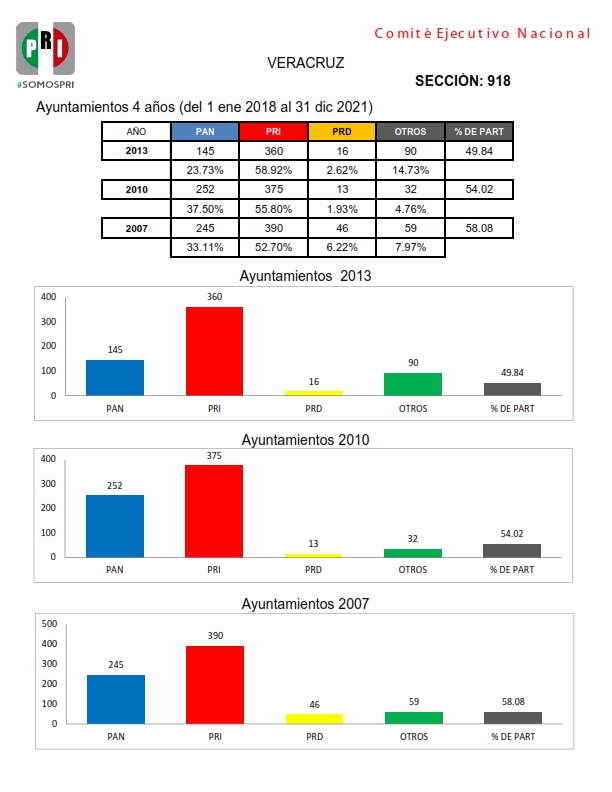 Comité Ejecutivo Nacional
PRI
#SOMOSPRI
VERACRUZ
SECCIÓN: 918
Ayuntamientos 4 años (del 1 ene 2018 al 31 dic 2021)
AÑO PAN PRI PRD OTROS % DE PART
2013 145 360 16 90 49.84
23.73% 58.92% 2.62% 14.73%
2010 252 375 13 32 54.02
37.50% 55.80% 1.93% 4.76%
2007 245 390 46 59 58.08
33.11% 52.70% 6.22% 7.97%
Ayuntamientos 2013
400
300
200
100
0
145 360 16 90 49.84
PAN PRI PRD OTROS % DE PART
Ayuntamientos 2010
400
300
200
100
0
252 375 13 32 54.02
PAN PRI PRD OTROS % DE PART
Ayuntamientos 2007
500
400
300
200
100
0
245 390 46 59 58.08
PAN PRI PRD OTROS % DE PART